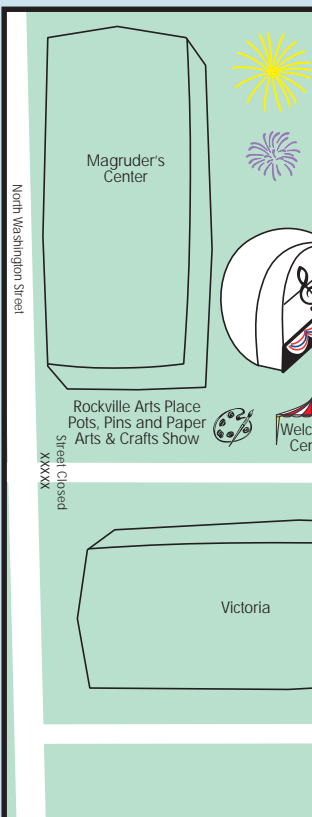 Magruder's
Center
North Washington Street
Rockville Arts Place
Pots, Pins and Paper
Arts & Crafts Show
Street Closed
XXXXX
Victoria